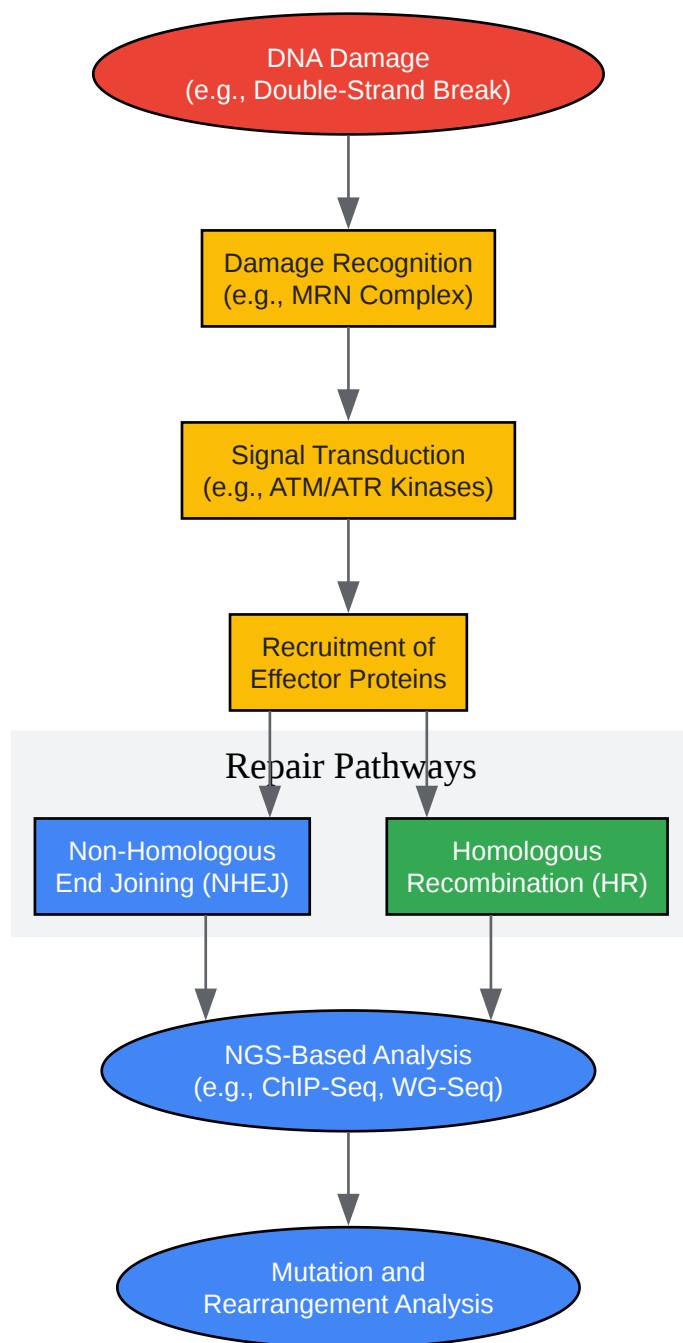 DNA Damage
(e.g., Double-Strand Break)
Damage Recognition
(e.g., MRN Complex)
Signal Transduction
(e.g., ATM/ATR Kinases)
Recruitment of
Effector Proteins
Repair Pathways
Non-Homologous
End Joining (NHEJ)
Homologous
Recombination (HR)
NGS-Based Analysis
(e.g., ChIP-Seq, WG-Seq)
Mutation and
Rearrangement Analysis